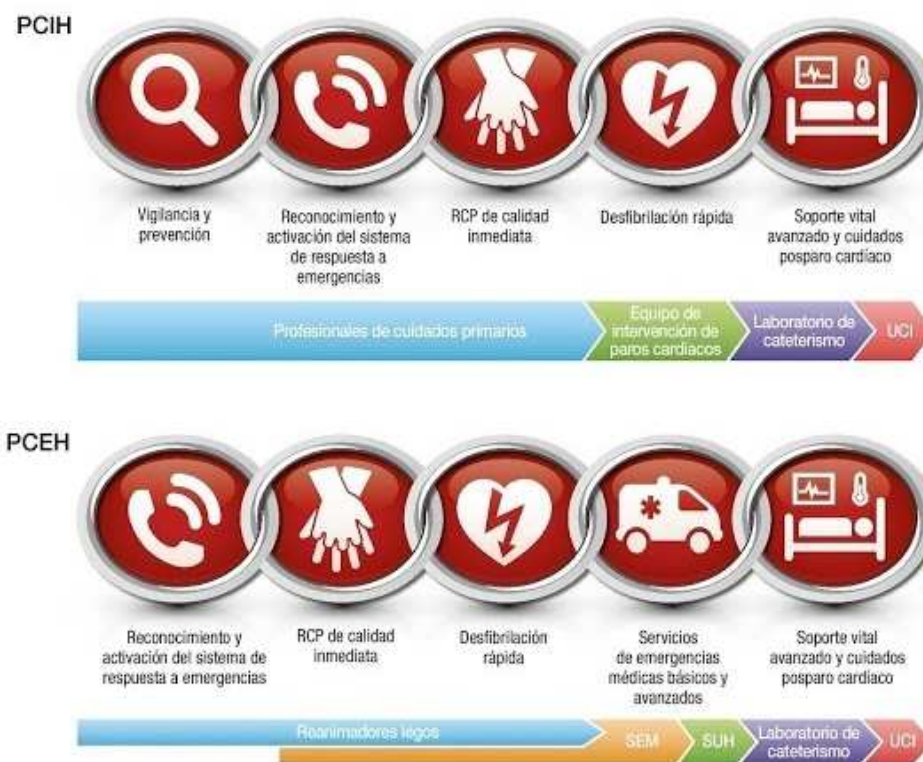 PCIH
Vigilancia y
prevención
Reconocimiento y
activación del sistema
de respuesta a
emergencias
RCP de calidad
inmediata
Desfibrilación rápida
Soporte vital
avanzado y cuidados
posparo cardíaco
Profesionales de cuidados primarios
Equipo de
intervención de
paros cardíacos
Laboratorio de
cateterismo
UCI
PCEH
Reconocimiento y
activación del sistema de
respuesta a emergencias
RCP de calidad
inmediata
Desfibrilación
rápida
Servicios
de emergencias
médicas básicos y
avanzados
Soporte vital
avanzado y cuidados
posparo cardíaco
Reanimadores legos
SEM
SUH
Laboratorio de
cateterismo
UCI